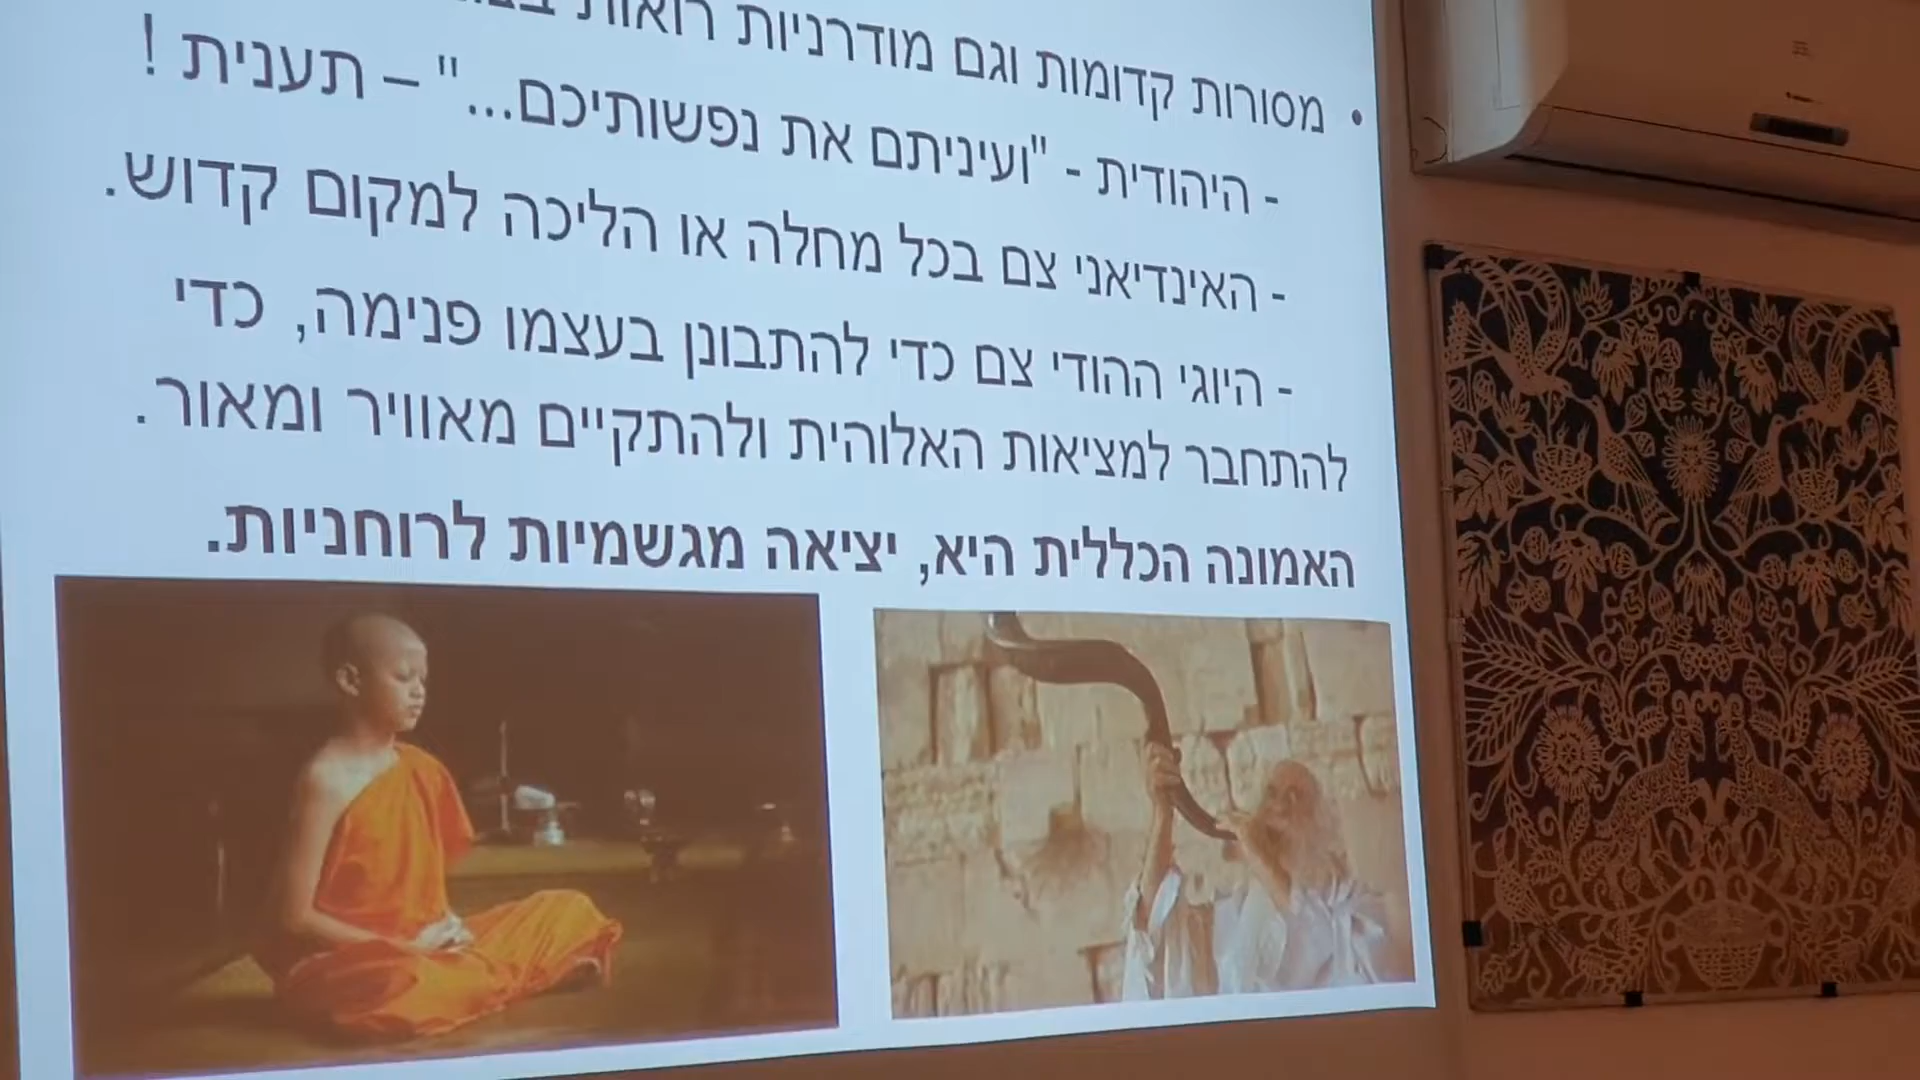 • מסורות קדומות וגם מודרניות רואות
- היהודית - "ועיניתם את נפשותיכם..." – תענית !
- האינדיאני צם בכל מחלה או הליכה למקום קדוש.
- היוגי ההודי צם כדי להתבונן בעצמו פנימה, כדי
להתחבר למציאות האלוהית ולהתקיים מאוויר ומאור.
האמונה הכללית היא, יציאה מגשמיות לרוחניות.